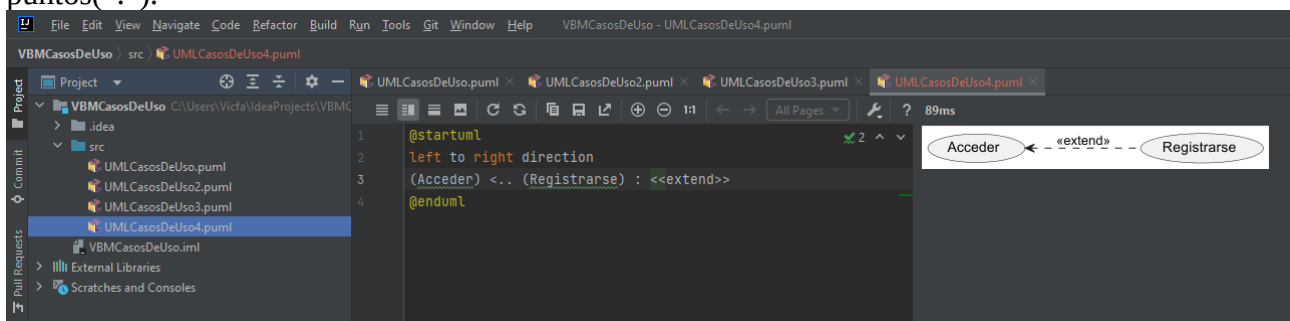 puntos(":").
File Edit View Navigate Code Refactor Build Run Tools Git Window Help VBMCasosDeUso - UMLCasosDeUso4.puml
VBMCasosDeUso src UMLCasosDeUso4.puml
Project UMLCasosDeUso.puml UMLCasosDeUso2.puml UMLCasosDeUso3.puml UMLCasosDeUso4.puml
VBMCasosDeUso C:\Users\Vicfa\IdeaProjects\VBMC
1:1 All Pages ? 89ms
.idea
src
UMLCasosDeUso.puml
UMLCasosDeUso2.puml
UMLCasosDeUso3.puml
UMLCasosDeUso4.puml
VBMCasosDeUso.iml
External Libraries
Scratches and Consoles
Project
Commit
Pull Requests
1 @startuml 2
2 left to right direction
3 (Acceder) <.. (Registrarse) : <<extend>>
4 @enduml
Acceder «extend» Registrarse